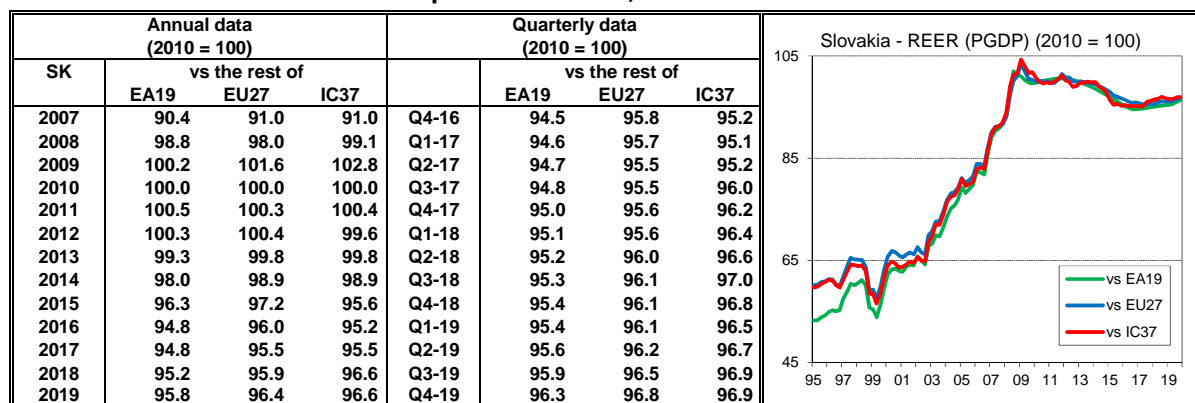 Annual data
(2010 = 100)
Quarterly data
(2010 = 100)
SK vs the rest of vs the rest of
EA19 EU27 IC37 EA19 EU27 IC37
2007 90.4 91.0 91.0 Q4-16 94.5 95.8 95.2
2008 98.8 98.0 99.1 Q1-17 94.6 95.7 95.1
2009 100.2 101.6 102.8 Q2-17 94.7 95.5 95.2
2010 100.0 100.0 100.0 Q3-17 94.8 95.5 96.0
2011 100.5 100.3 100.4 Q4-17 95.0 95.6 96.2
2012 100.3 100.4 99.6 Q1-18 95.1 95.6 96.4
2013 99.3 99.8 99.8 Q2-18 95.2 96.0 96.6
2014 98.0 98.9 98.9 Q3-18 95.3 96.1 97.0
2015 96.3 97.2 95.6 Q4-18 95.4 96.1 96.8
2016 94.8 96.0 95.2 Q1-19 95.4 96.1 96.5
2017 94.8 95.5 95.5 Q2-19 95.6 96.2 96.7
2018 95.2 95.9 96.6 Q3-19 95.9 96.5 96.9
2019 95.8 96.4 96.6 Q4-19 96.3 96.8 96.9
Slovakia - REER (PGDP) (2010 = 100)
105
85
65
45
vs EA19
vs EU27
vs IC37
95 97 99 01 03 05 07 09 11 13 15 17 19